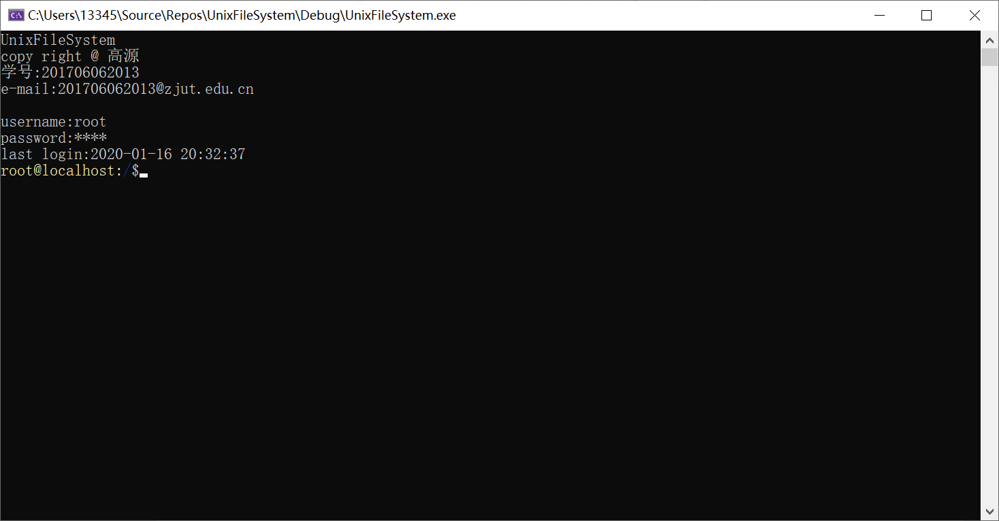 C:\Users\13345\Source\Repos\UnixFileSystem\Debug\UnixFileSystem.exe
UnixFileSystem
copy right @ 高源
学号:201706062013
e-mail:201706062013@zjut.edu.cn
username:root
password:****
last login:2020-01-16 20:32:37
root@localhost:/$